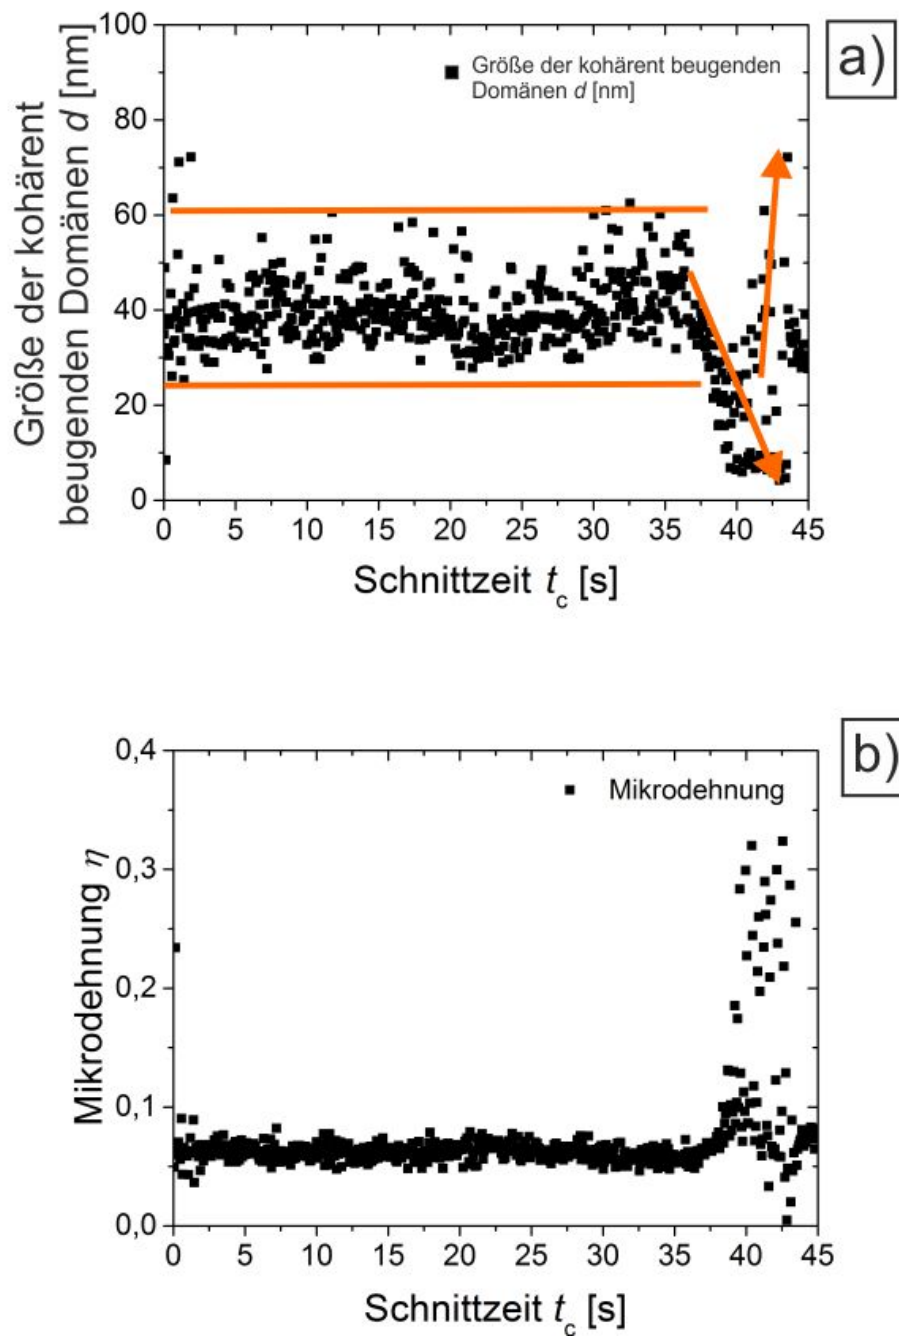 a)
100
80
60
40
20
0
Größe der kohärent
beugenden Domänen d [nm]
Größe der kohärent beugenden
Domänen d [nm]
0 5 10 15 20 25 30 35 40 45
Schnittzeit t_c [s]
b)
0,4
0,3
0,2
0,1
0,0
Mikrodehnung η
Mikrodehnung
0 5 10 15 20 25 30 35 40 45
Schnittzeit t_c [s]